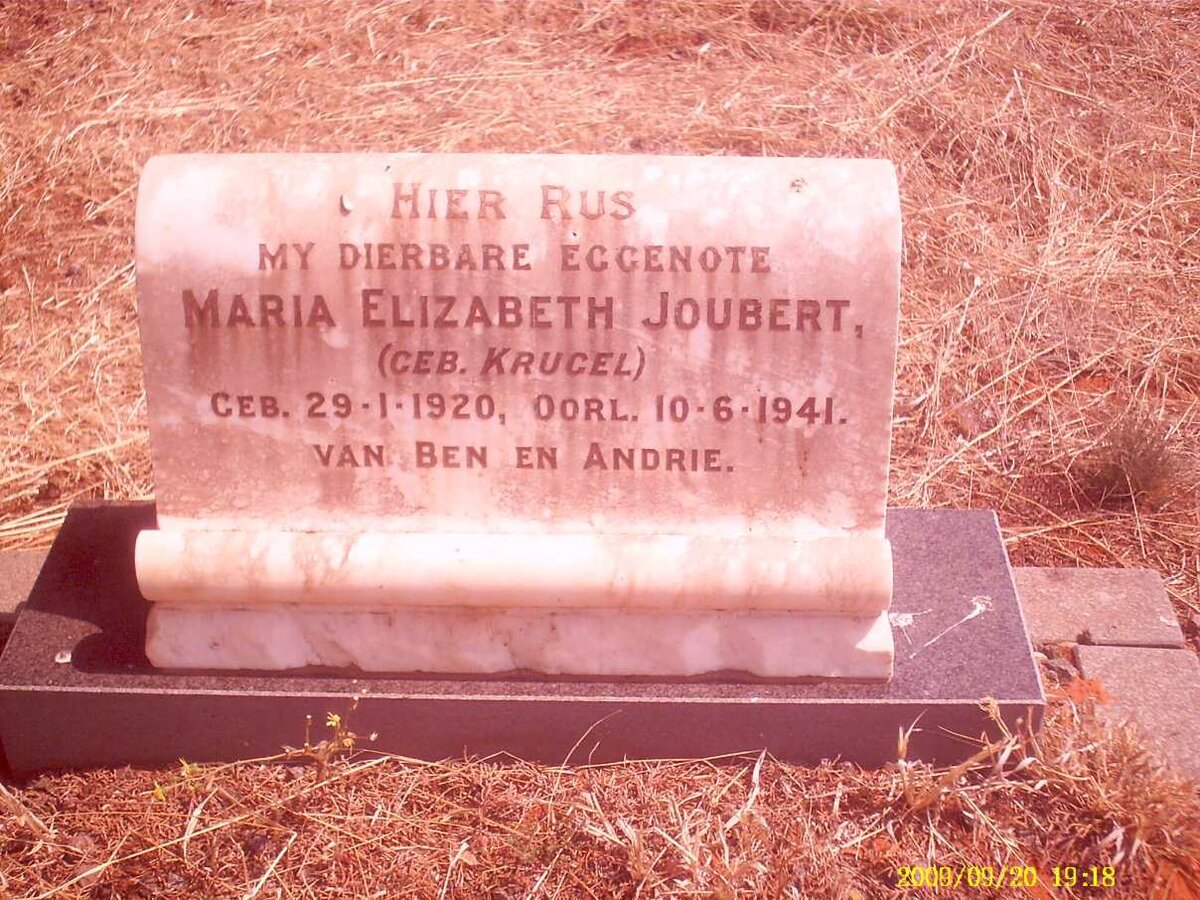 HIER RUS
MY DIERBARE EGGENOTE
MARIA ELIZABETH JOUBERT,
(GEB. KRUGEL)
GEB. 29-1-1920, OORL. 10-6-1941.
VAN BEN EN ANDRIE.
2009/09/20 19:18